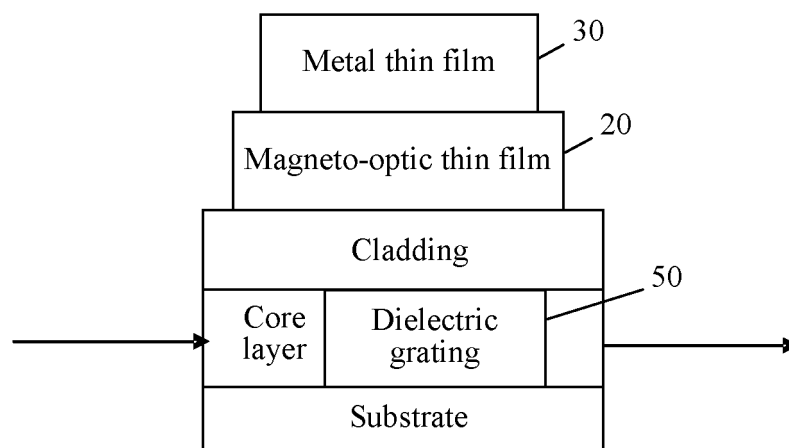 30
Metal thin film
20
Magneto-optic thin film
Cladding
50
Core
layer
Dielectric
grating
Substrate